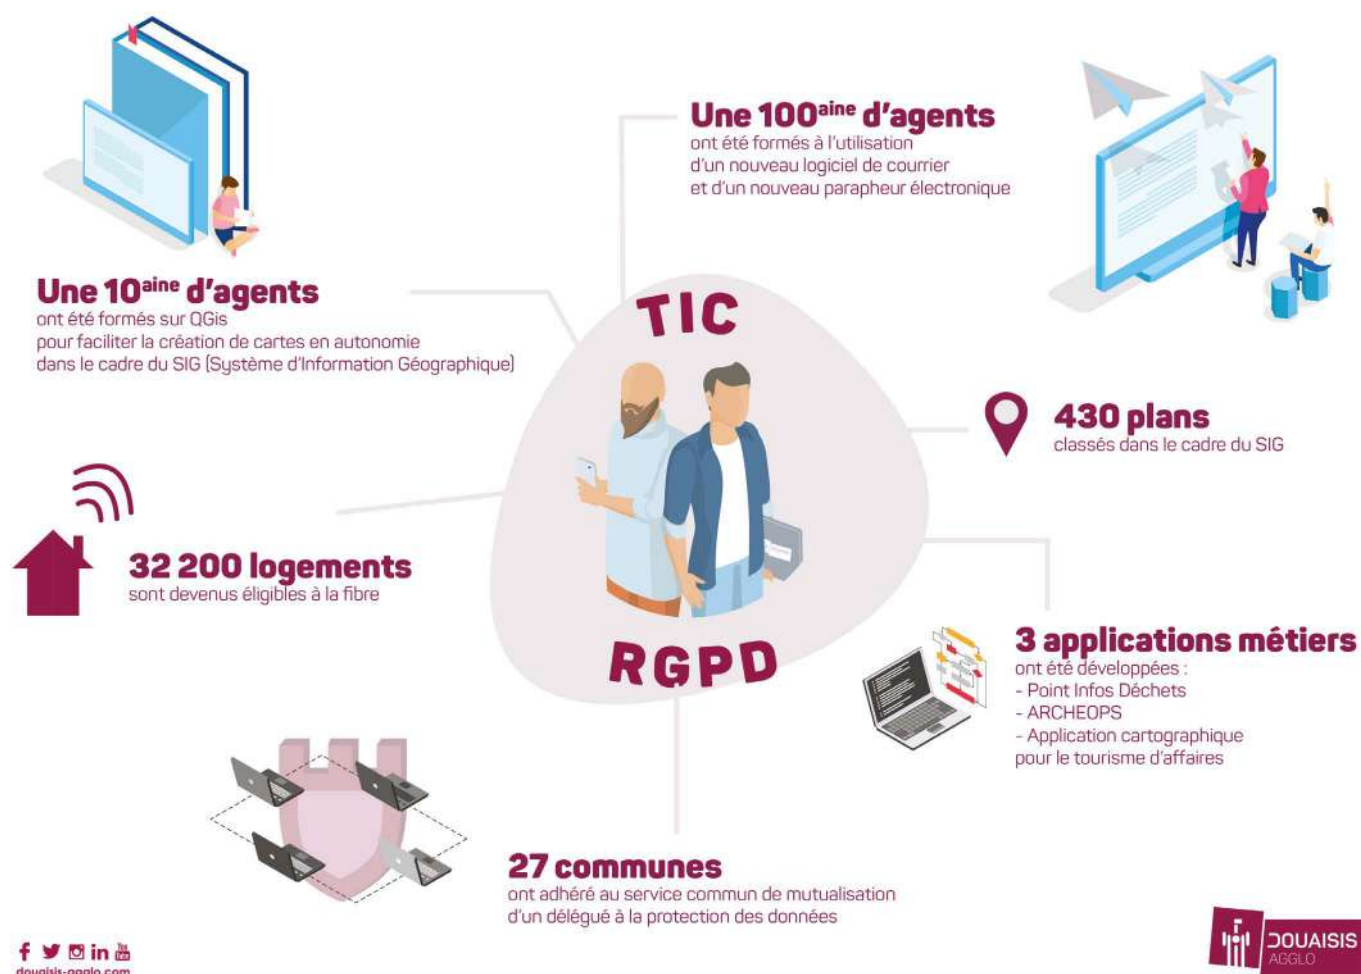 Une 100aine d'agents
ont été formés à l'utilisation
d'un nouveau logiciel de courrier
et d'un nouveau parapheur électronique
Une 10aine d'agents
ont été formés sur QGis
pour faciliter la création de cartes en autonomie
dans le cadre du SIG (Système d'Information Géographique)
TIC
430 plans
classés dans le cadre du SIG
32 200 logements
sont devenus éligibles à la fibre
RGPD
3 applications métiers
ont été développées :
- Point Infos Déchets
- ARCHEOPS
- Application cartographique
pour le tourisme d'affaires
27 communes
ont adhéré au service commun de mutualisation
d'un délégué à la protection des données
douaisis-agglo.com
DOUAISIS
AGGLO